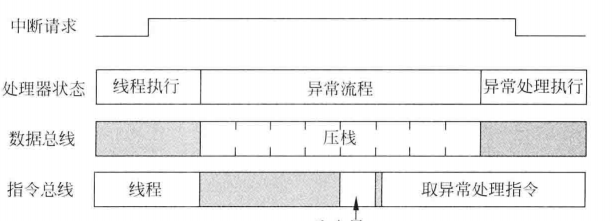 中断请求
处理器状态 线程执行 异常流程 异常处理执行
数据总线 压栈
指令总线 线程 取异常处理指令